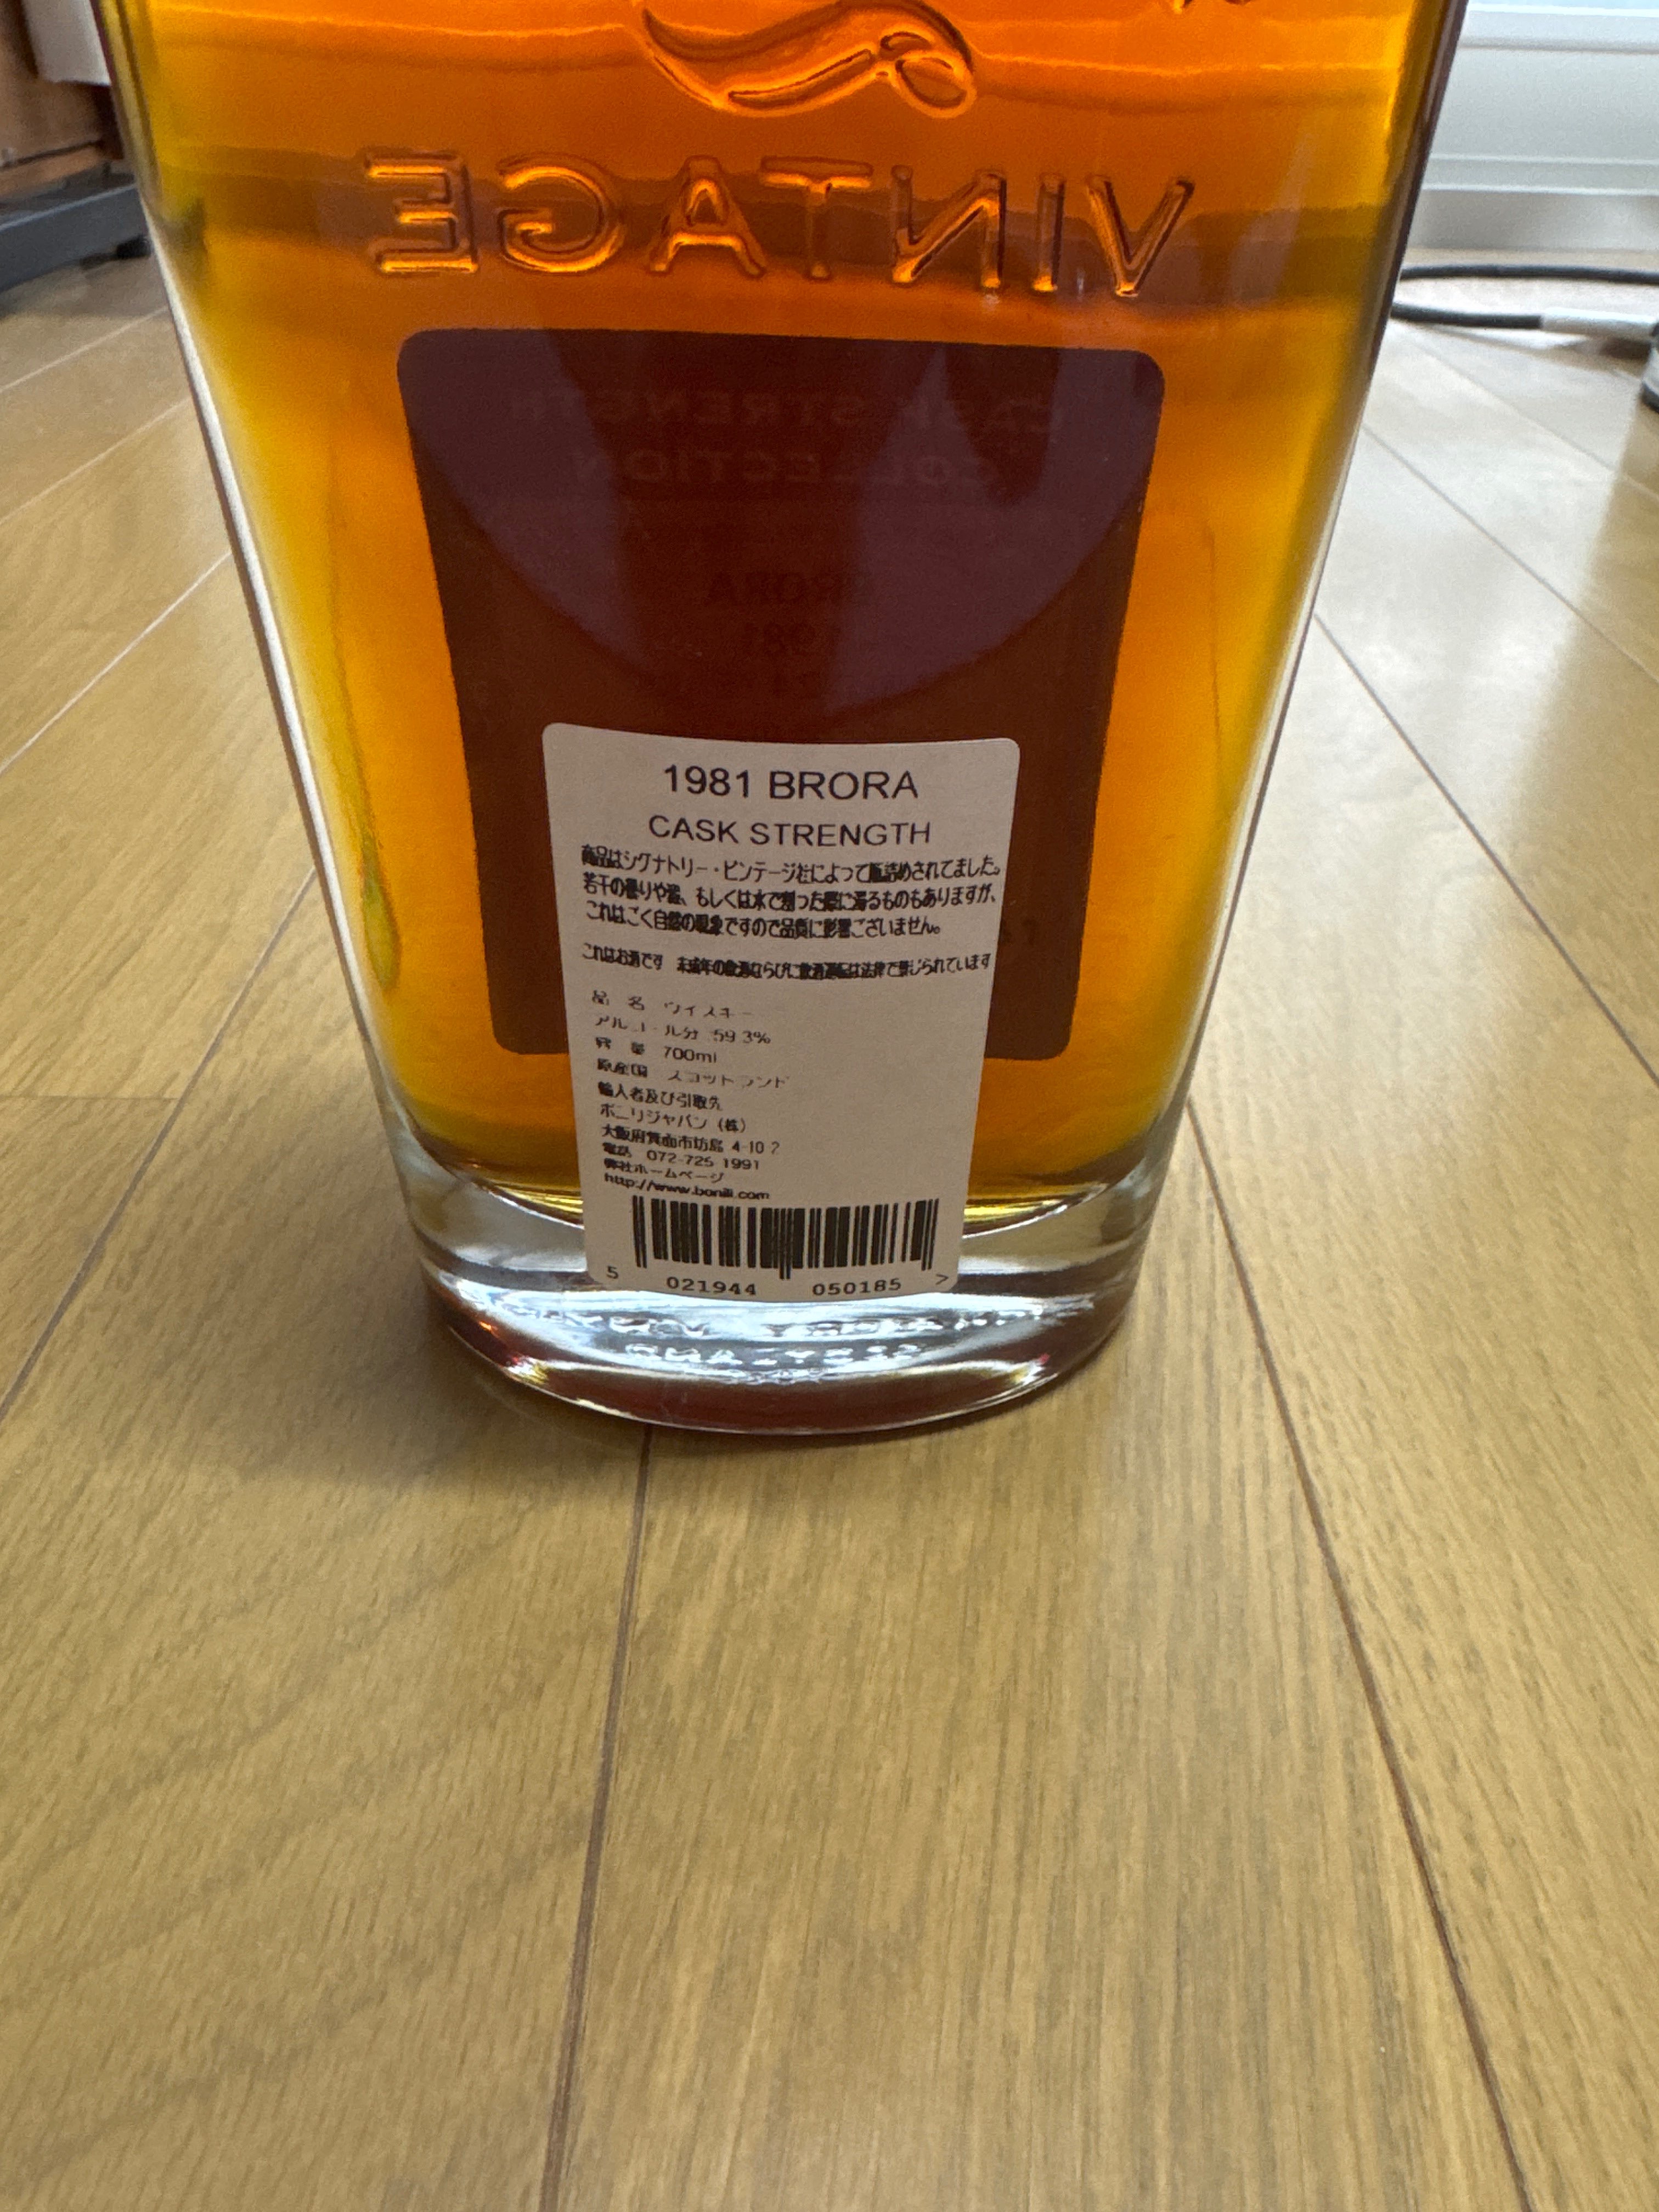 VINTAGE
CASK STRENGTH
COLLECTION
BRORA
1981
1981 BRORA
CASK STRENGTH
商品はシグナトリー・ビンテージ社によって瓶詰めされてました。
若干の曇りや澱、もしくは水で割った際に濁るものもありますが、
これはごく自然の現象ですので品質に影響ございません。
これはお酒です 未成年の飲酒ならびに飲酒運転は法律で禁じられています
品 名 ウイスキー
アルコール分 59.3%
容 量 700ml
原産国 スコットランド
輸入者及び引取先
ボニリジャパン（株）
大阪府箕面市坊島 4-10-2
電話 072-725-1991
弊社ホームページ
http://www.bonili.com
5 021944 050185 >